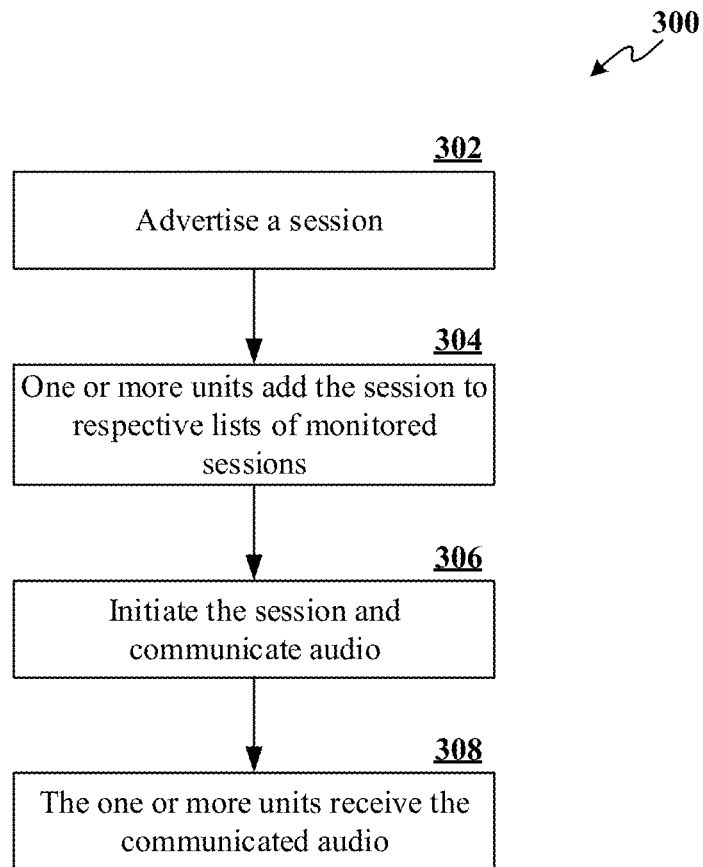 300
302
Advertise a session
304
One or more units add the session to
respective lists of monitored
sessions
306
Initiate the session and
communicate audio
308
The one or more units receive the
communicated audio